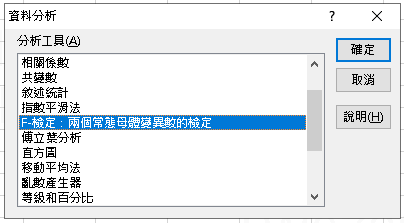 資料分析
?
分析工具(A)
相關係數
共變數
敘述統計
指數平滑法
F-檢定：兩個常態母體變異數的檢定
傅立葉分析
直方圖
移動平均法
亂數產生器
等級和百分比
確定
取消
說明(H)